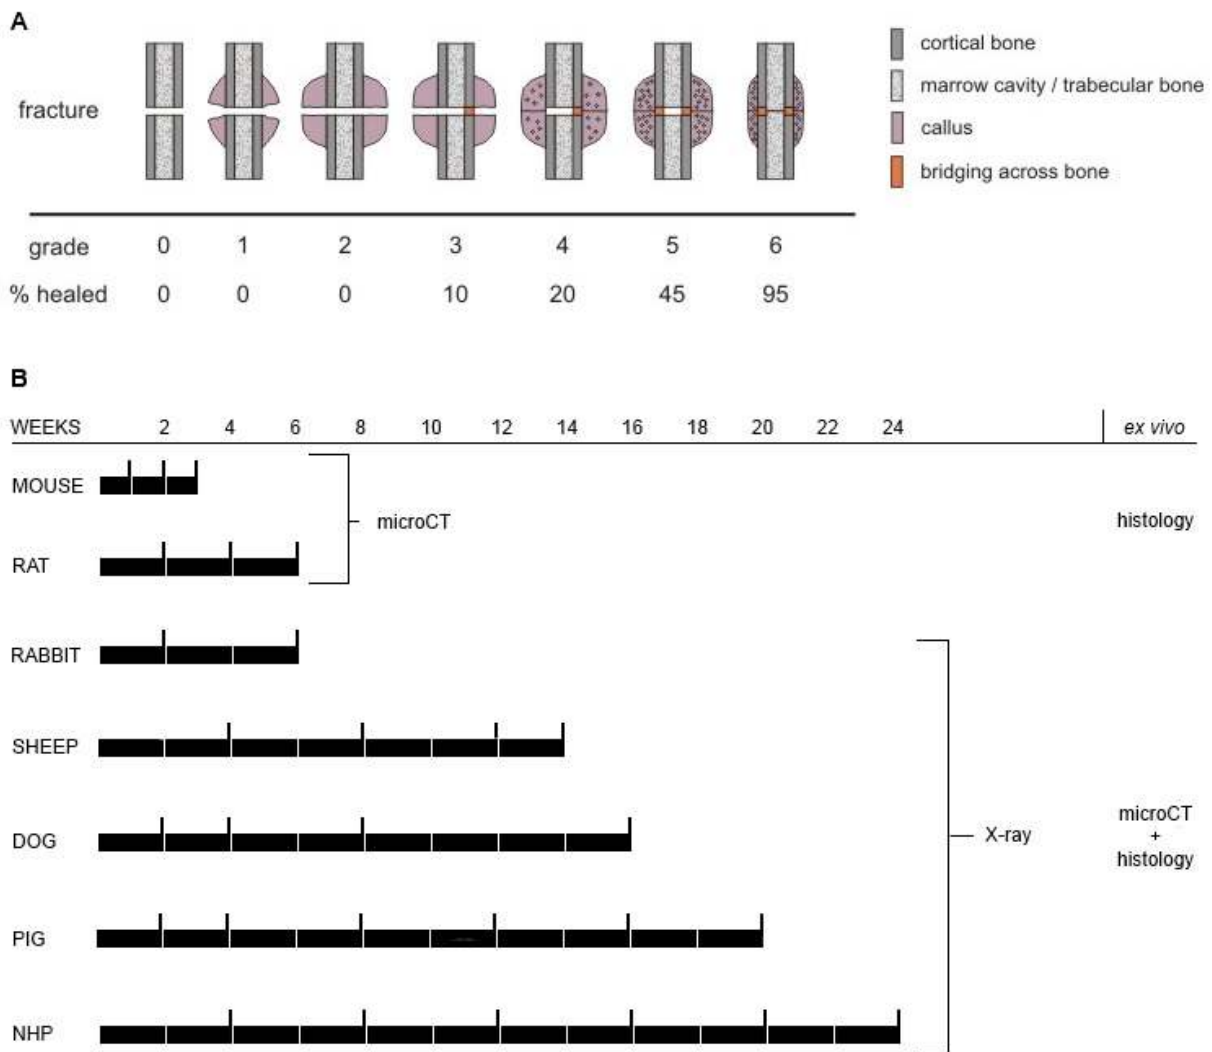 A
fracture
cortical bone
marrow cavity / trabecular bone
callus
bridging across bone
grade 0 1 2 3 4 5 6
% healed 0 0 0 10 20 45 95
B
WEEKS 2 4 6 8 10 12 14 16 18 20 22 24 ex vivo
MOUSE
microCT
histology
RAT
RABBIT
SHEEP
DOG
X-ray
microCT
+
histology
PIG
NHP